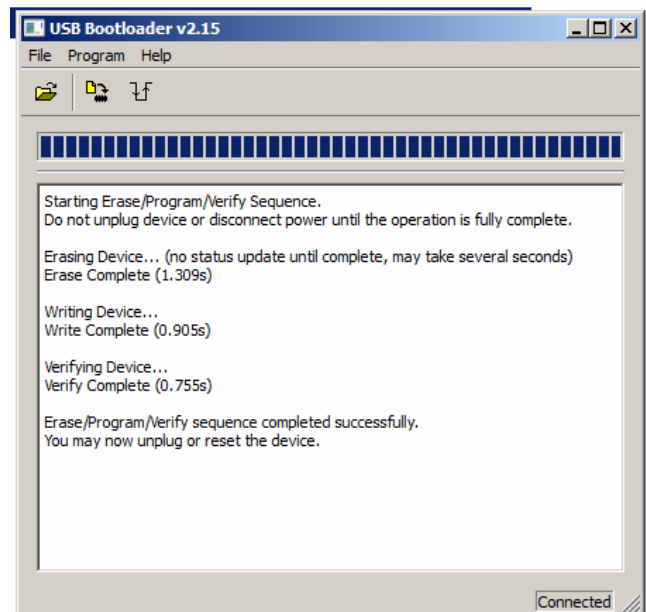 USB Bootloader v2.15
File Program Help
Starting Erase/Program/Verify Sequence.
Do not unplug device or disconnect power until the operation is fully complete.
Erasing Device... (no status update until complete, may take several seconds)
Erase Complete (1.309s)
Writing Device...
Write Complete (0.905s)
Verifying Device...
Verify Complete (0.755s)
Erase/Program/Verify sequence completed successfully.
You may now unplug or reset the device.
Connected